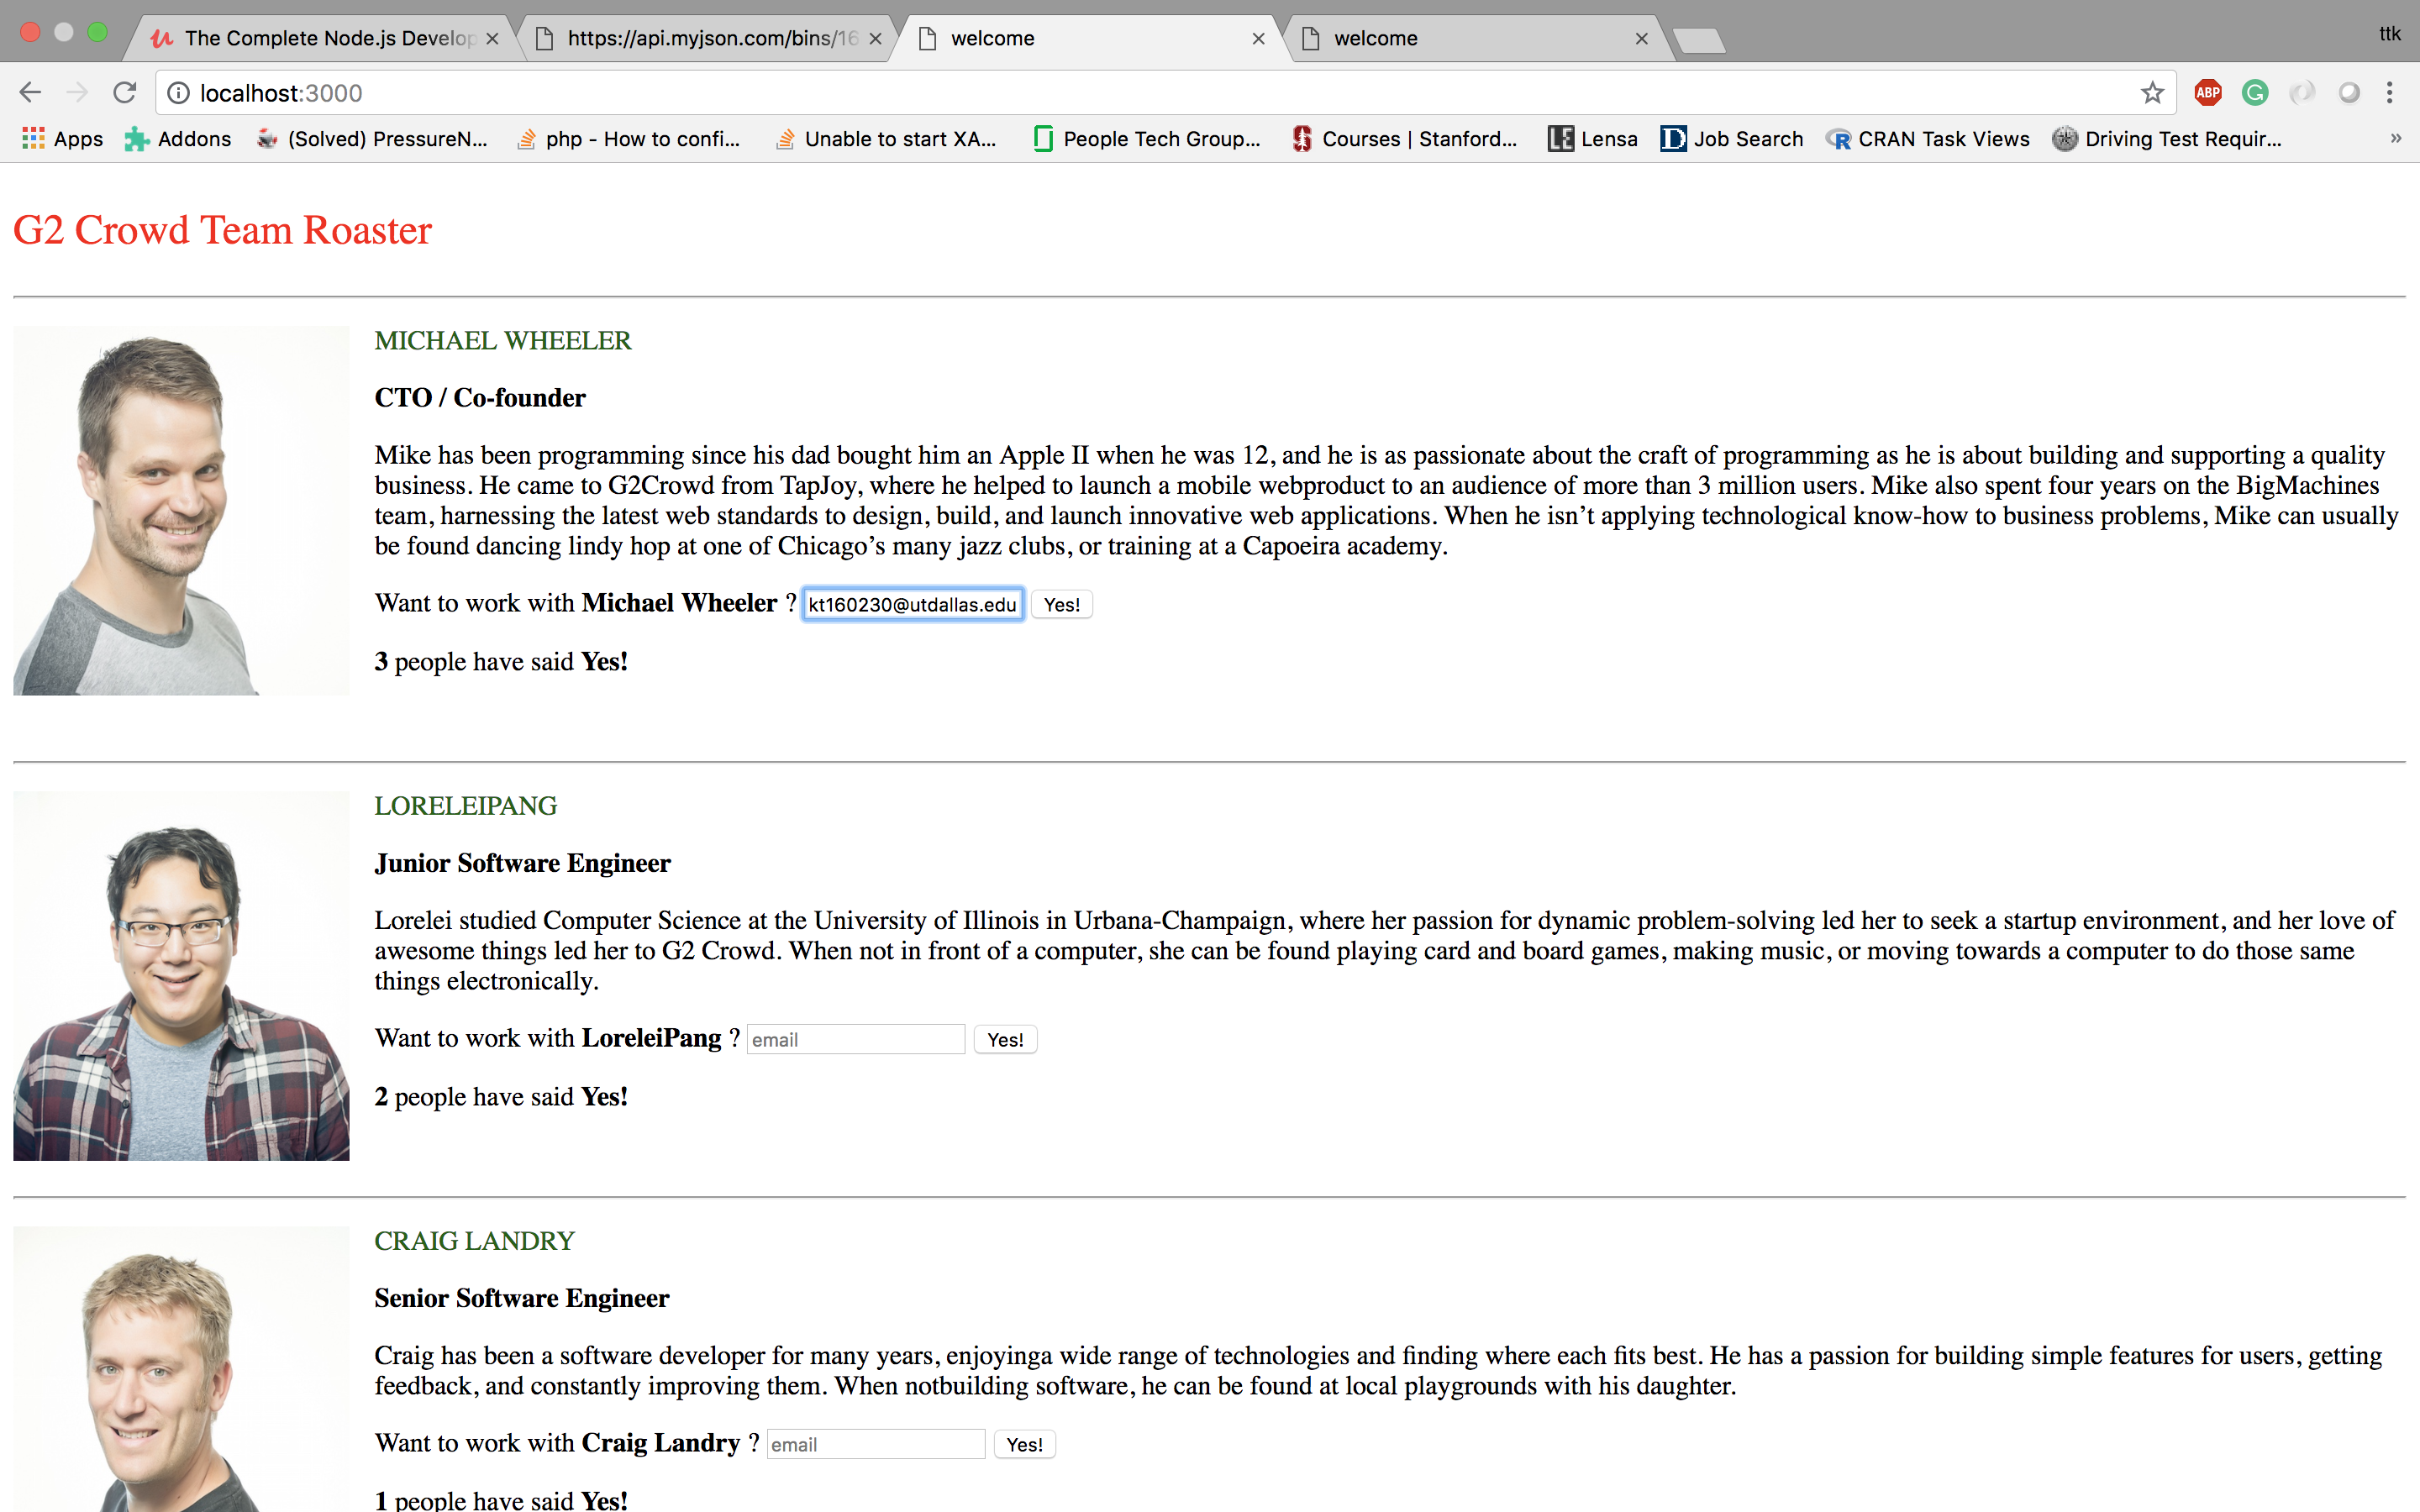 The Complete Node.js Develop
https://api.myjson.com/bins/16
welcome
welcome
ttk
localhost:3000
ABP
Apps
Addons
(Solved) PressureN...
php - How to confi...
Unable to start XA...
People Tech Group...
Courses | Stanford...
Lensa
Job Search
CRAN Task Views
Driving Test Requir...
»
G2 Crowd Team Roaster
MICHAEL WHEELER
CTO / Co-founder
Mike has been programming since his dad bought him an Apple II when he was 12, and he is as passionate about the craft of programming as he is about building and supporting a quality
business. He came to G2Crowd from TapJoy, where he helped to launch a mobile webproduct to an audience of more than 3 million users. Mike also spent four years on the BigMachines
team, harnessing the latest web standards to design, build, and launch innovative web applications. When he isn’t applying technological know-how to business problems, Mike can usually
be found dancing lindy hop at one of Chicago’s many jazz clubs, or training at a Capoeira academy.
Want to work with Michael Wheeler ? kt160230@utdallas.edu Yes!
3 people have said Yes!
LORELEIPANG
Junior Software Engineer
Lorelei studied Computer Science at the University of Illinois in Urbana-Champaign, where her passion for dynamic problem-solving led her to seek a startup environment, and her love of
awesome things led her to G2 Crowd. When not in front of a computer, she can be found playing card and board games, making music, or moving towards a computer to do those same
things electronically.
Want to work with LoreleiPang ? email Yes!
2 people have said Yes!
CRAIG LANDRY
Senior Software Engineer
Craig has been a software developer for many years, enjoyinga wide range of technologies and finding where each fits best. He has a passion for building simple features for users, getting
feedback, and constantly improving them. When notbuilding software, he can be found at local playgrounds with his daughter.
Want to work with Craig Landry ? email Yes!
1 people have said Yes!